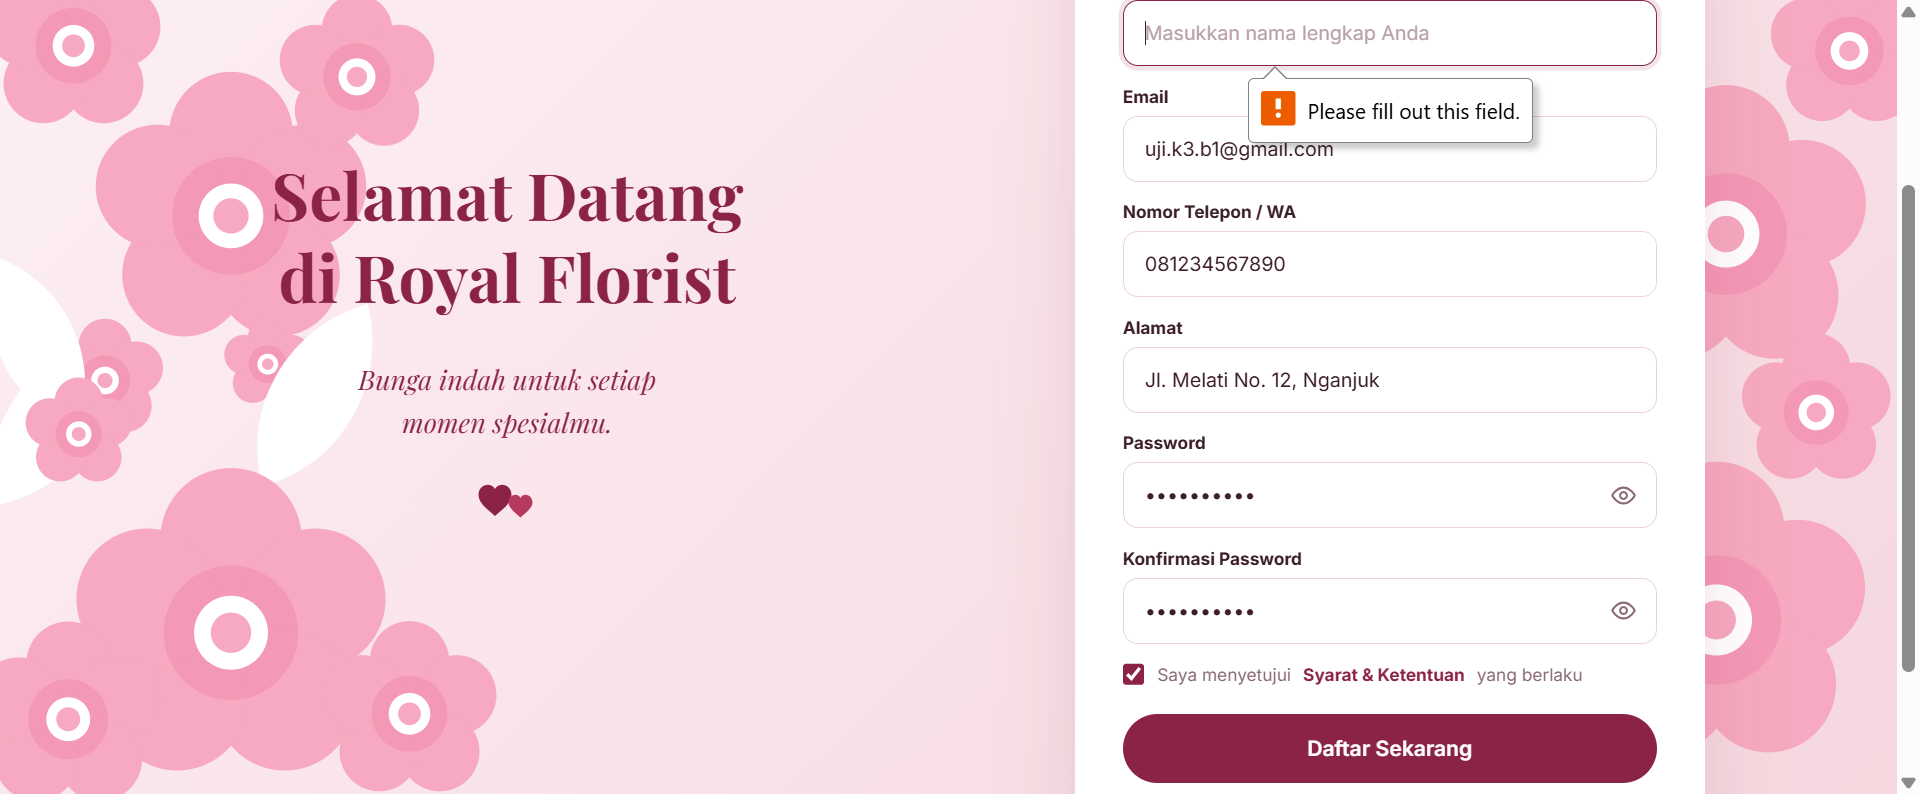 Selamat Datang
di Royal Florist
Bunga indah untuk setiap
momen spesialmu.
Masukkan nama lengkap Anda
Please fill out this field.
Email
uji.k3.b1@gmail.com
Nomor Telepon / WA
081234567890
Alamat
Jl. Melati No. 12, Nganjuk
Password
••••••••••
Konfirmasi Password
••••••••••
Saya menyetujui Syarat & Ketentuan yang berlaku
Daftar Sekarang